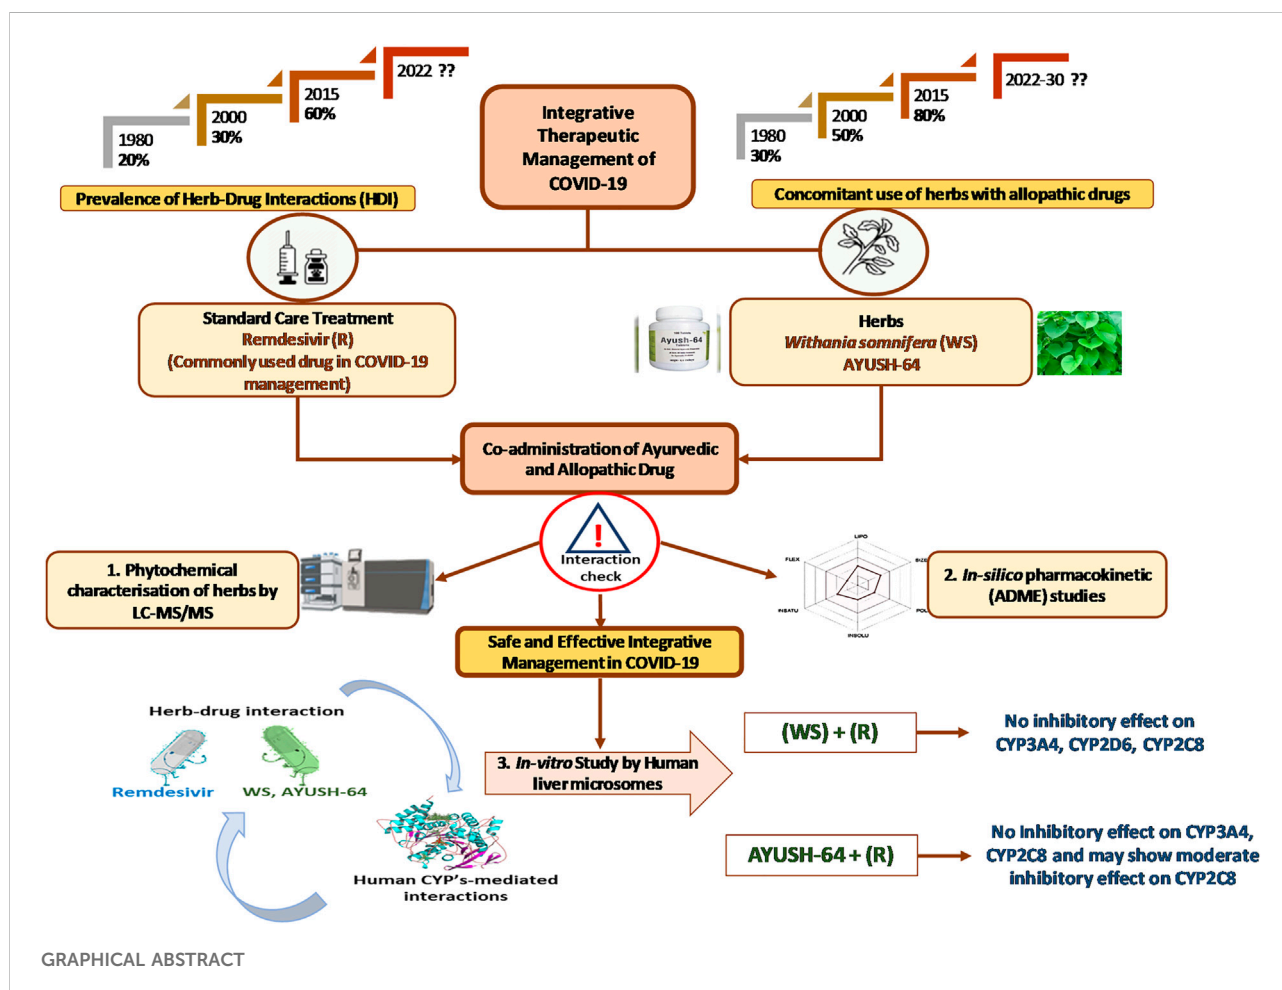 1980
20%
2000
30%
2015
60%
2022 ??
Prevalence of Herb-Drug Interactions (HDI)
Integrative
Therapeutic
Management of
COVID-19
1980
30%
2000
50%
2015
80%
2022-30 ??
Concomitant use of herbs with allopathic drugs
Standard Care Treatment
Remdesivir (R)
(Commonly used drug in COVID-19
management)
Ayush-64
Herbs
Withania somnifera (WS)
AYUSH-64
Co-administration of Ayurvedic
and Allopathic Drug
!
Interaction
check
1. Phytochemical
characterisation of herbs by
LC-MS/MS
LIPO
FLEX
INSATU
INSOLU
2. In-silico pharmacokinetic
(ADME) studies
Safe and Effective Integrative
Management in COVID-19
Herb-drug interaction
Remdesivir
WS, AYUSH-64
Human CYP's-mediated
interactions
3. In-vitro Study by Human
liver microsomes
(WS) + (R)
No inhibitory effect on
CYP3A4, CYP2D6, CYP2C8
AYUSH-64 + (R)
No Inhibitory effect on CYP3A4,
CYP2C8 and may show moderate
inhibitory effect on CYP2C8
GRAPHICAL ABSTRACT